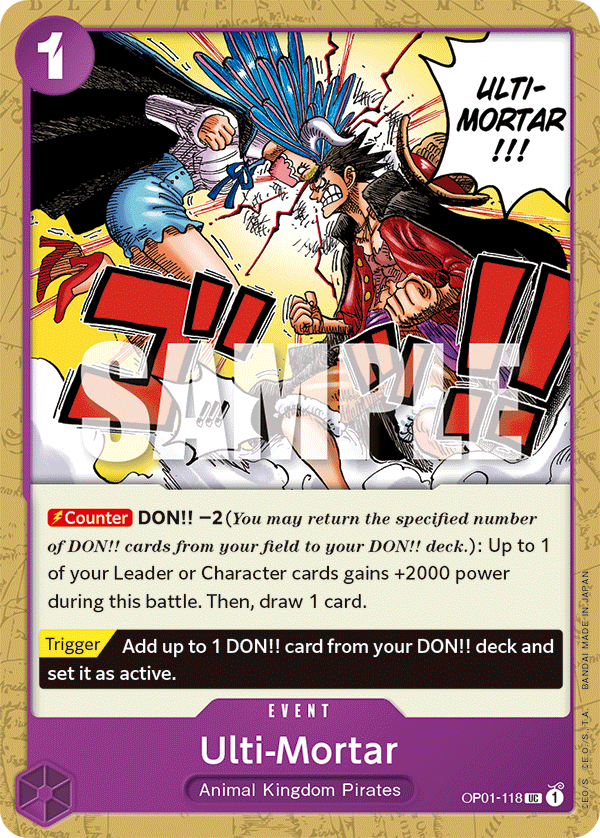 1
ULTI-
MORTAR
!!!
ゴッ!!
SAMPLE
Counter DON!! −2(You may return the specified number
of DON!! cards from your field to your DON!! deck.): Up to 1
of your Leader or Character cards gains +2000 power
during this battle. Then, draw 1 card.
Trigger Add up to 1 DON!! card from your DON!! deck and
set it as active.
EVENT
Ulti-Mortar
Animal Kingdom Pirates
OP01-118 UC 1
©E.O./S. ©E.O./S.,T.A. BANDAI MADE IN JAPAN